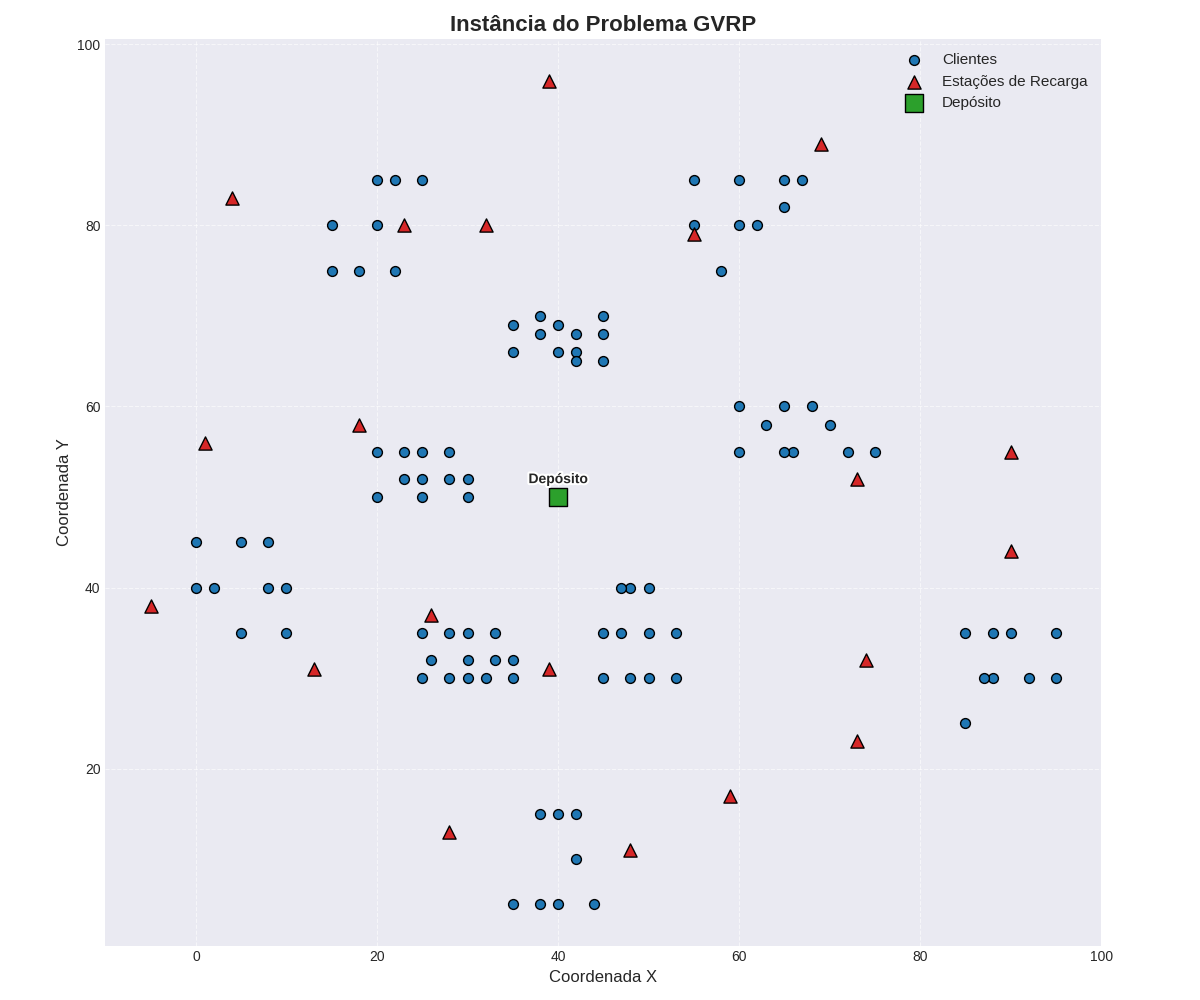 Instância do Problema GVRP
Clientes
Estações de Recarga
Depósito
100
80
60
40
20
Coordenada Y
Depósito
0
20
40
60
80
100
Coordenada X